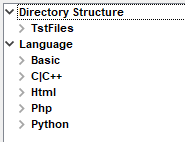 Directory Structure
TstFiles
Language
Basic
C|C++
Html
Php
Python